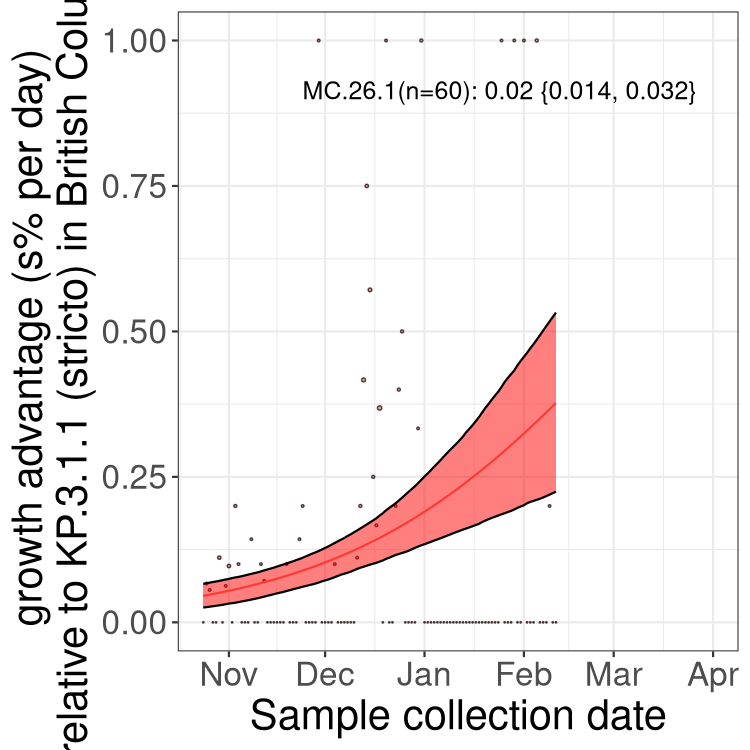 growth advantage (s% per day)
relative to KP.3.1.1 (stricto) in British Colu
1.00
0.75
0.50
0.25
0.00
MC.26.1(n=60): 0.02 {0.014, 0.032}
Nov Dec Jan Feb Mar Apr
Sample collection date